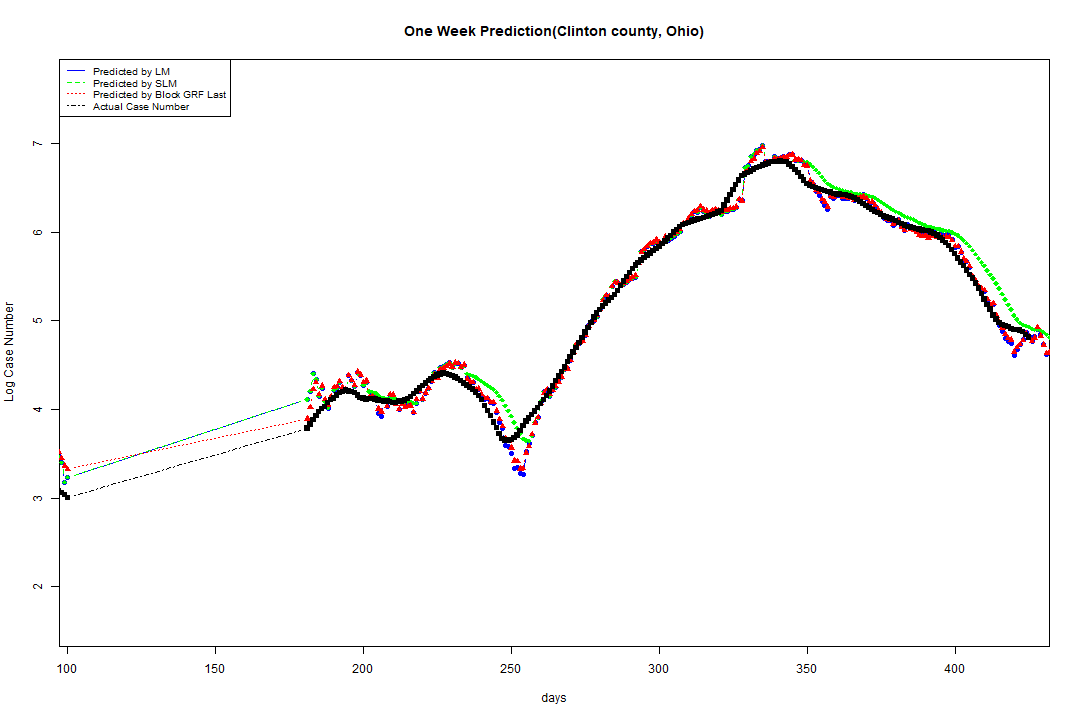 One Week Prediction(Clinton county, Ohio)
Predicted by LM
Predicted by SLM
Predicted by Block GRF Last
Actual Case Number
7
6
5
4
3
2
Log Case Number
100 150 200 250 300 350 400
days